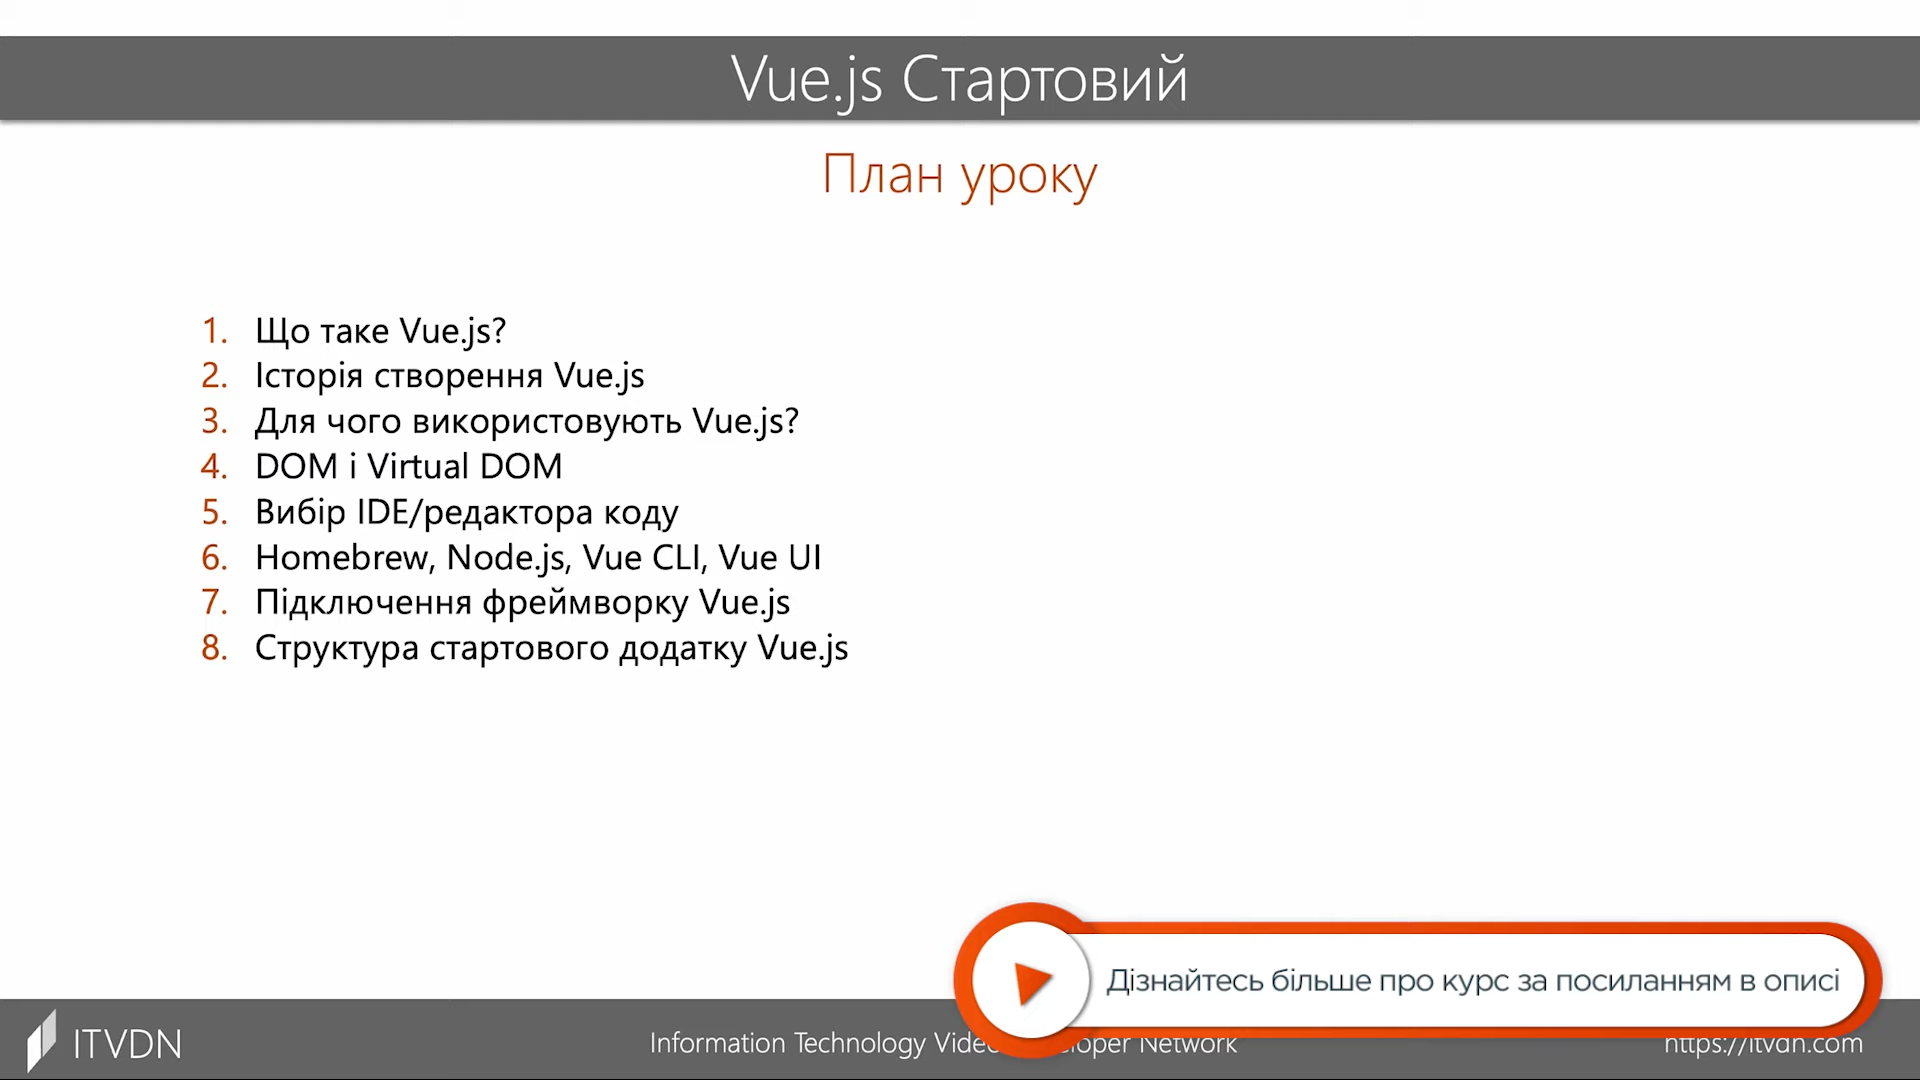 Vue.js Стартовий
План уроку
1. Що таке Vue.js?
2. Історія створення Vue.js
3. Для чого використовують Vue.js?
4. DOM і Virtual DOM
5. Вибір IDE/редактора коду
6. Homebrew, Node.js, Vue CLI, Vue UI
7. Підключення фреймворку Vue.js
8. Структура стартового додатку Vue.js
Дізнайтесь більше про курс за посиланням в описі
ITVDN
Information Technology Video Developer Network
https://itvdn.com